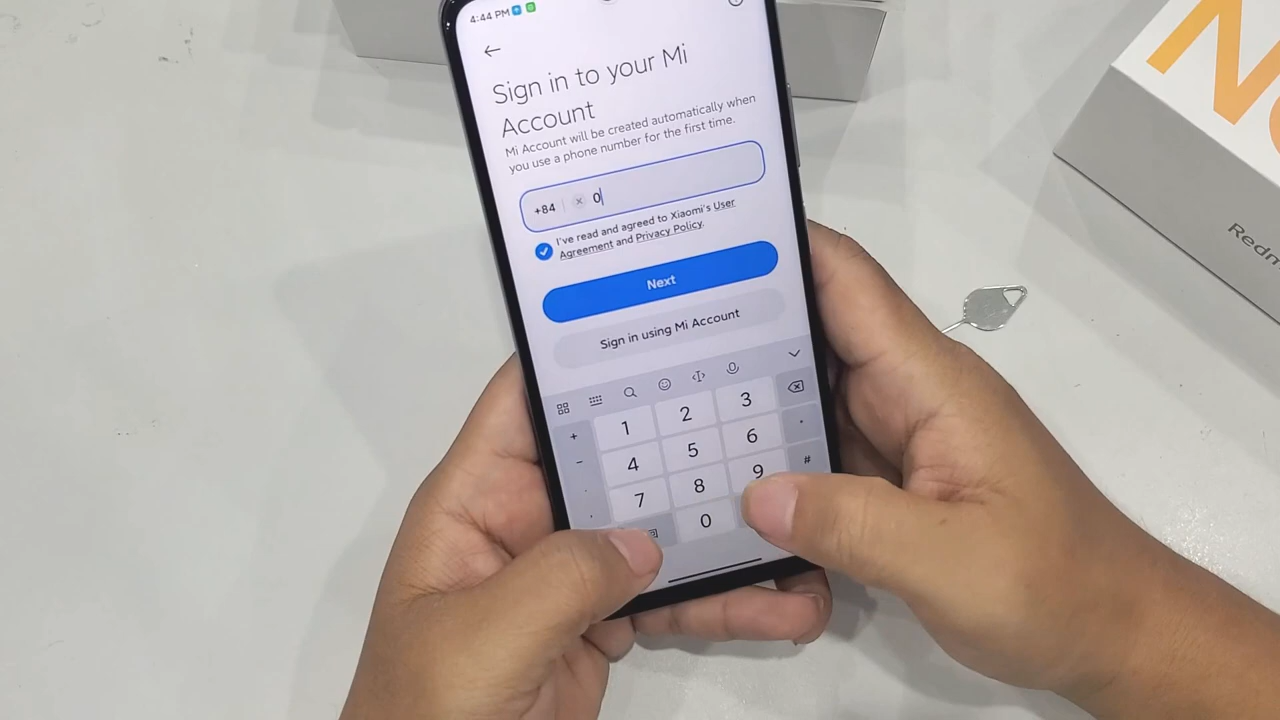 4:44 PM
Sign in to your Mi
Account
Mi Account will be created automatically when
you use a phone number for the first time.
+84 × 0
I've read and agreed to Xiaomi's User
Agreement and Privacy Policy.
Next
Sign in using Mi Account
+ 1 2 3
- 4 5 6
. 7 8 9 #
, 0